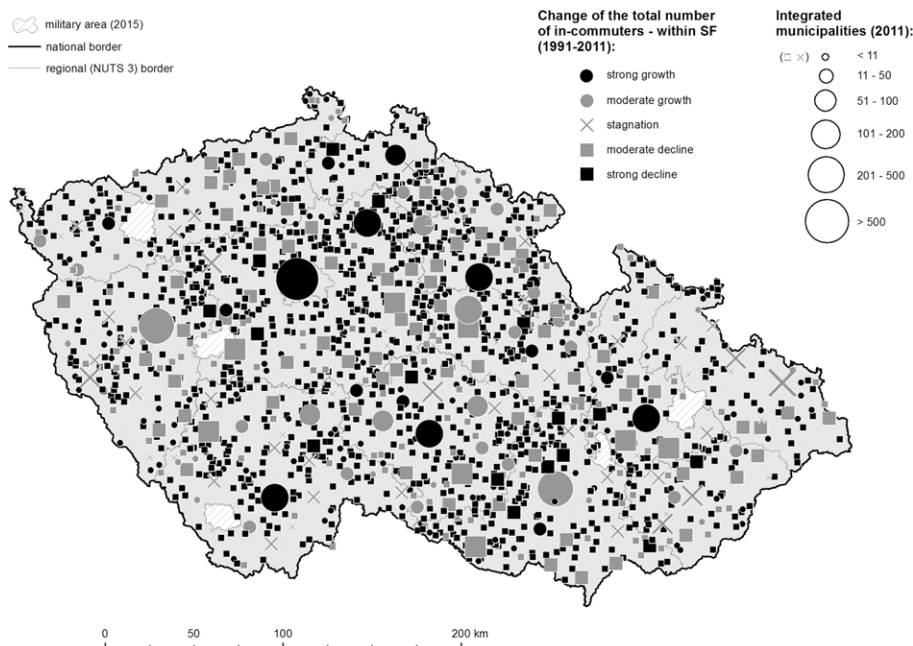 military area (2015)
national border
regional (NUTS 3) border
Change of the total number
of in-commuters - within SF
(1991-2011):
strong growth
moderate growth
stagnation
moderate decline
strong decline
Integrated
municipalities (2011):
(□ ×)
< 11
11 - 50
51 - 100
101 - 200
201 - 500
> 500
0 50 100 200 km